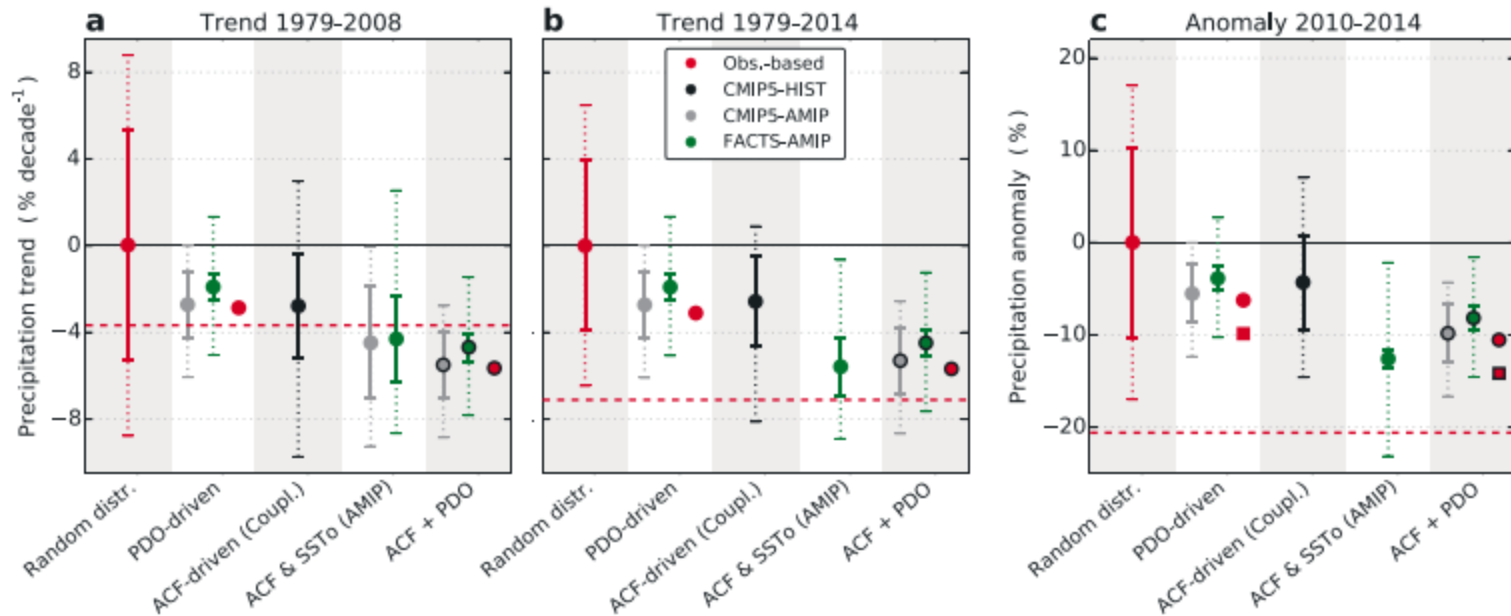 a Trend 1979–2008
b Trend 1979–2014
c Anomaly 2010–2014
Precipitation trend ( % decade⁻¹)
8
4
0
−4
−8
Obs.-based
CMIP5-HIST
CMIP5-AMIP
FACTS-AMIP
Precipitation anomaly ( %)
20
10
0
−10
−20
Random distr.
PDO-driven
ACF-driven (Coupl.)
ACF & SSTo (AMIP)
ACF + PDO
Random distr.
PDO-driven
ACF-driven (Coupl.)
ACF & SSTo (AMIP)
ACF + PDO
Random distr.
PDO-driven
ACF-driven (Coupl.)
ACF & SSTo (AMIP)
ACF + PDO